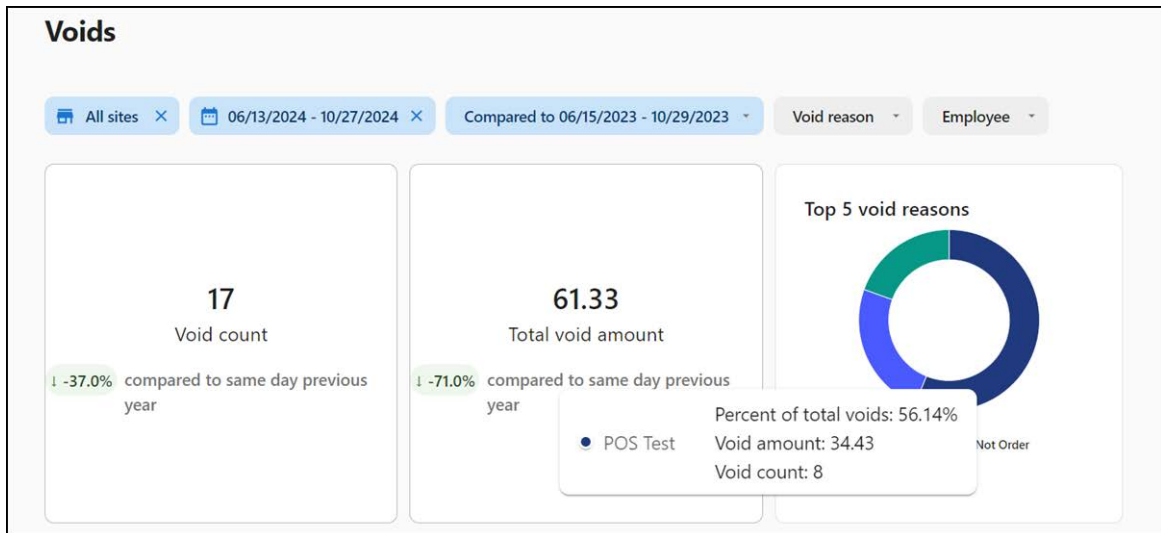 Voids
All sites
06/13/2024 - 10/27/2024
Compared to 06/15/2023 - 10/29/2023
Void reason
Employee
17
Void count
↓ -37.0% compared to same day previous
year
61.33
Total void amount
↓ -71.0% compared to same day previous
year
Top 5 void reasons
Not Order
POS Test
Percent of total voids: 56.14%
Void amount: 34.43
Void count: 8